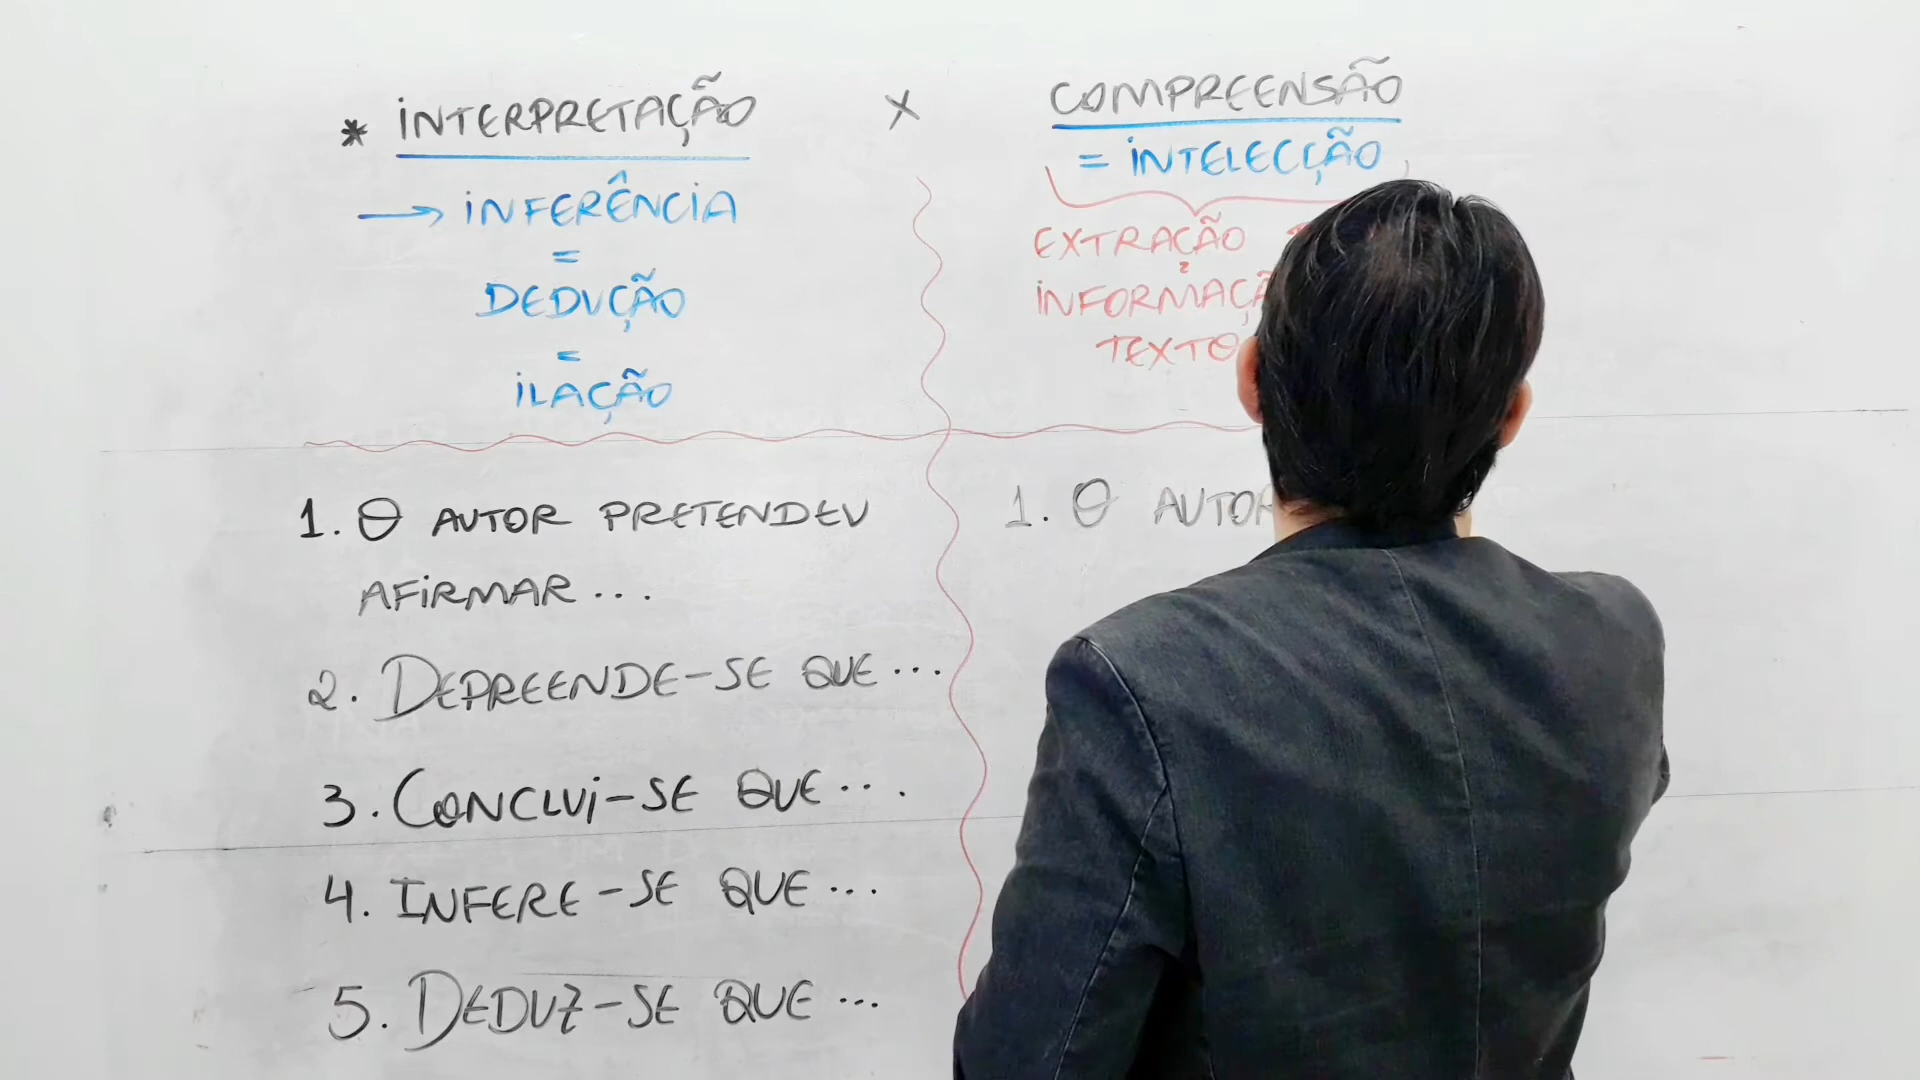 * INTERPRETAÇÃO X COMPREENSÃO
→ INFERÊNCIA
=
DEDUÇÃO
=
ILAÇÃO
= INTELECÇÃO
EXTRAÇÃO
TEXTO
1. O AUTOR PRETENDEU
AFIRMAR...
2. DEPREENDE-SE QUE...
3. CONCLUI-SE QUE...
4. INFERE-SE QUE...
5. DEDUZ-SE QUE...
1. O AUTOR